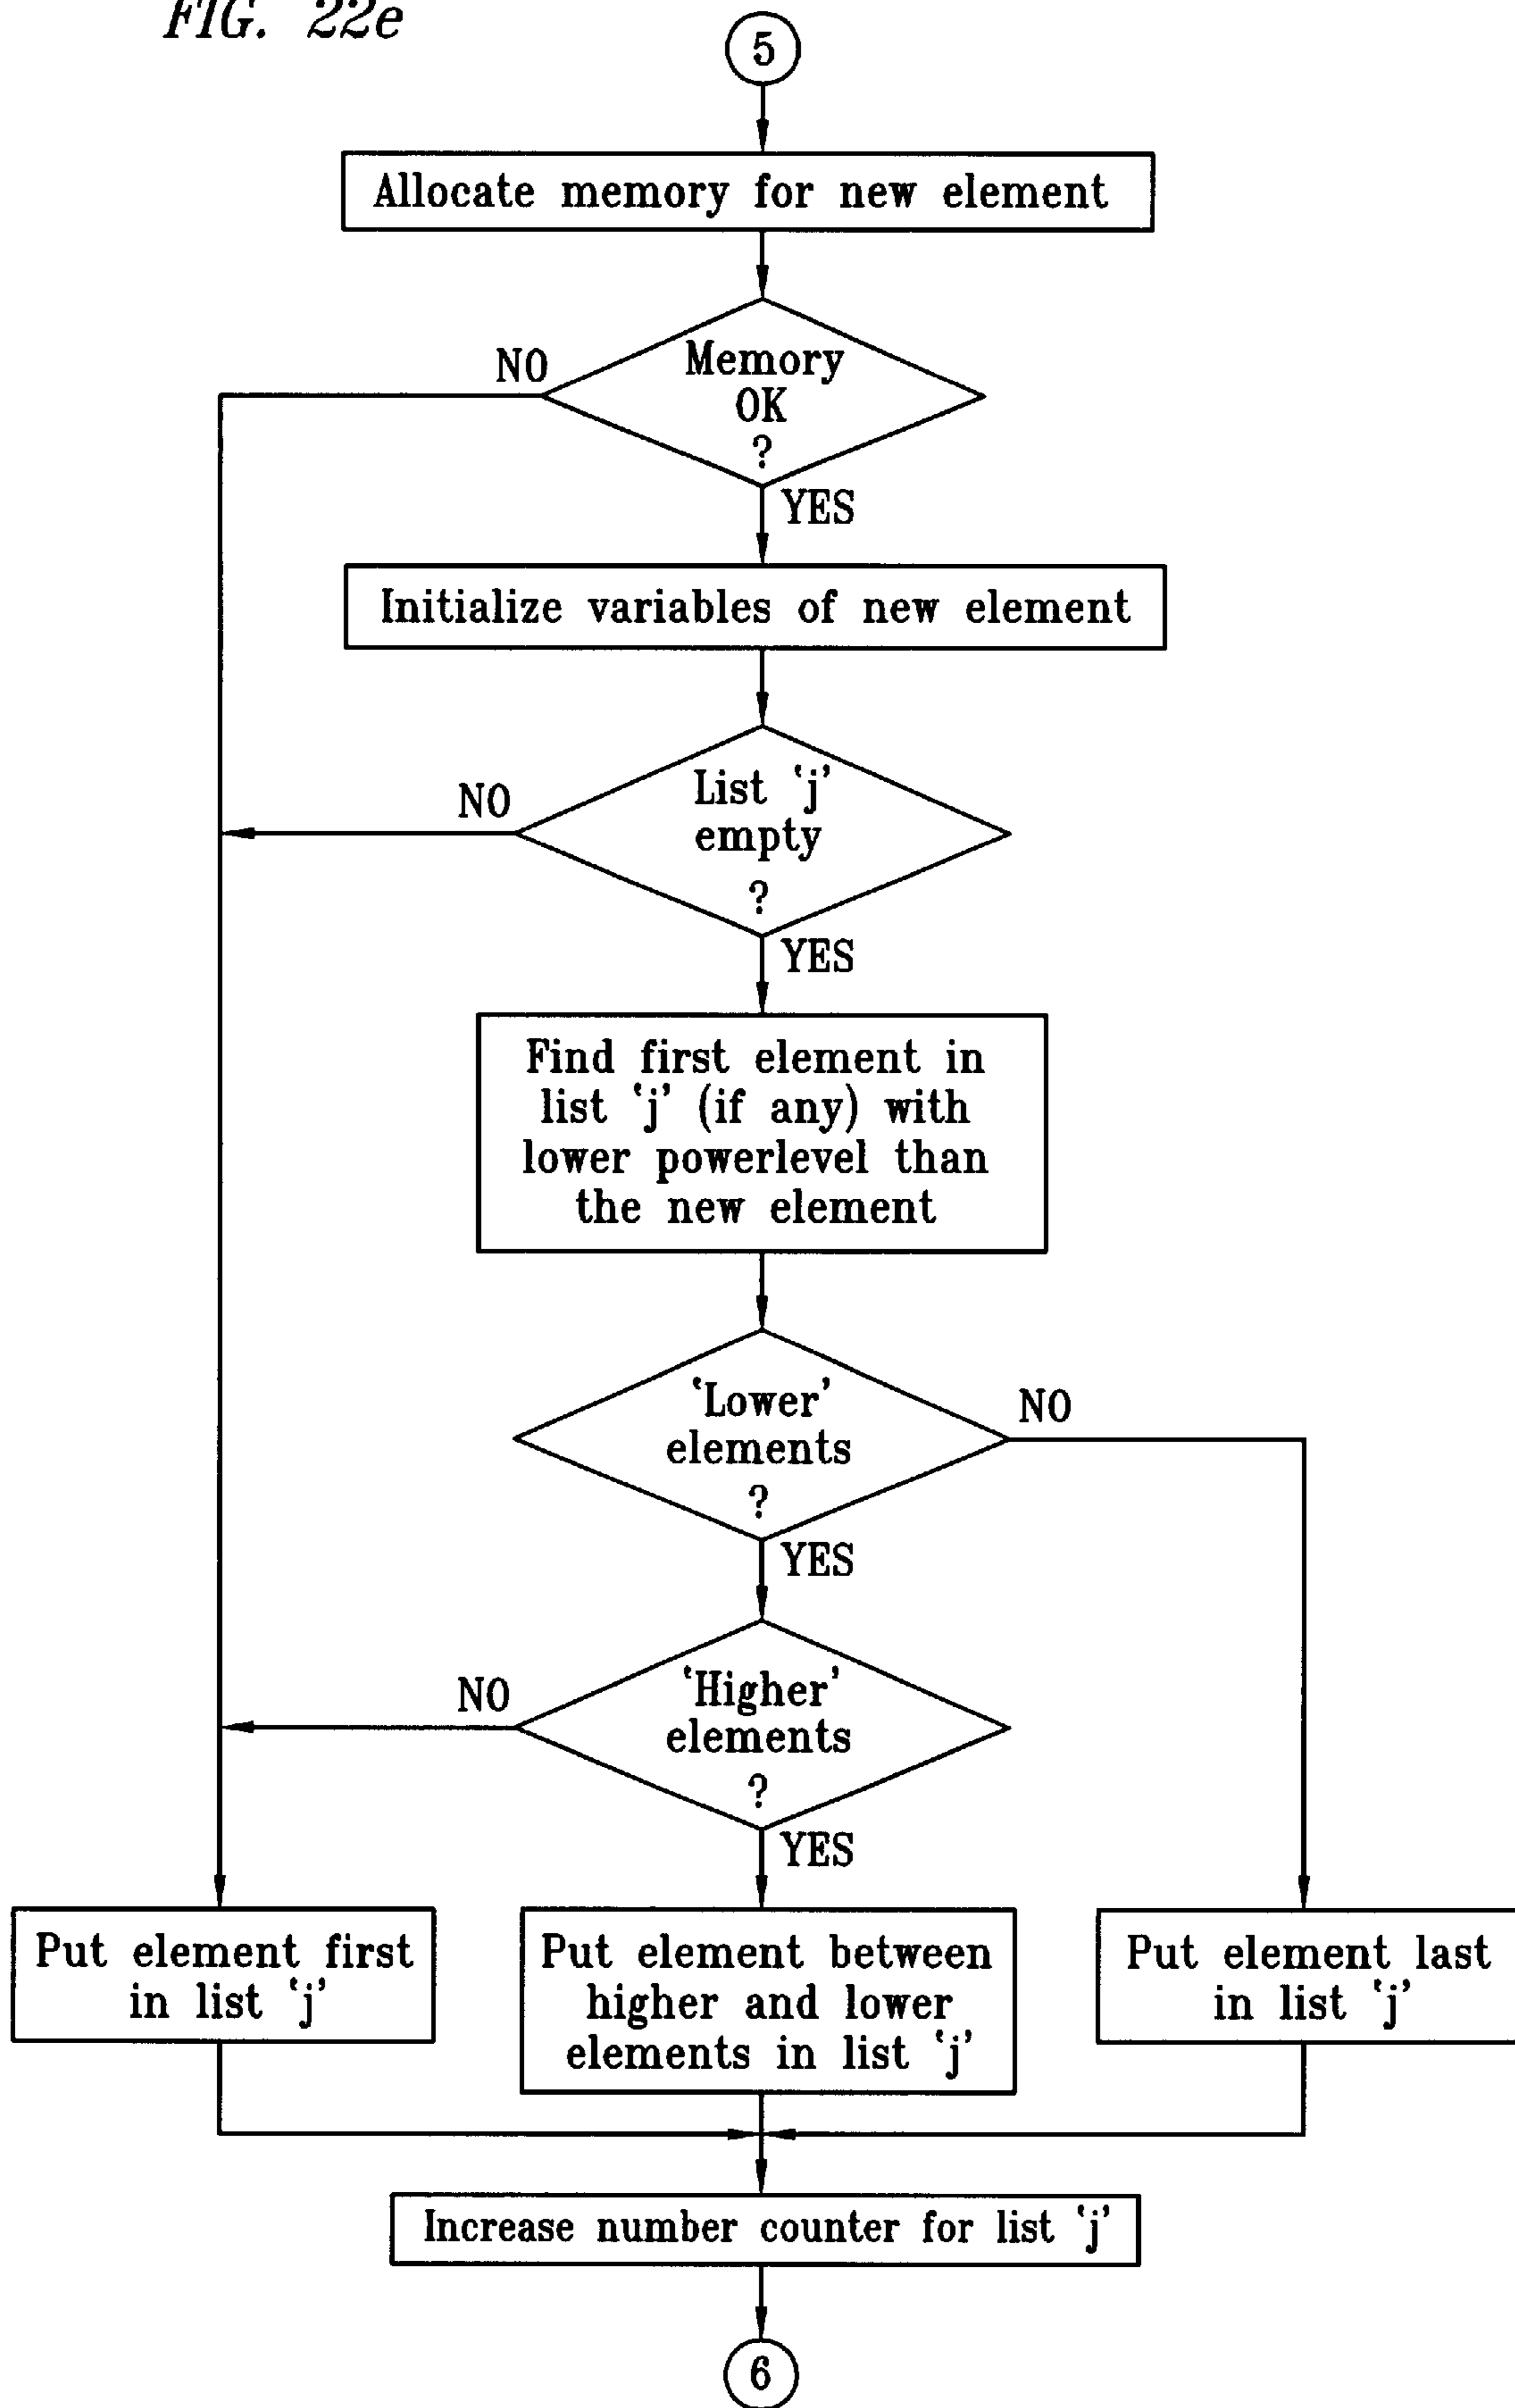 FIG. 22e
5
Allocate memory for new element
Memory
OK
?
NO
YES
Initialize variables of new element
List ‘j’
empty
?
NO
YES
Find first element in
list ‘j’ (if any) with
lower powerlevel than
the new element
‘Lower’
elements
?
NO
YES
‘Higher’
elements
?
NO
YES
Put element first
in list ‘j’
Put element between
higher and lower
elements in list ‘j’
Put element last
in list ‘j’
Increase number counter for list ‘j’
6